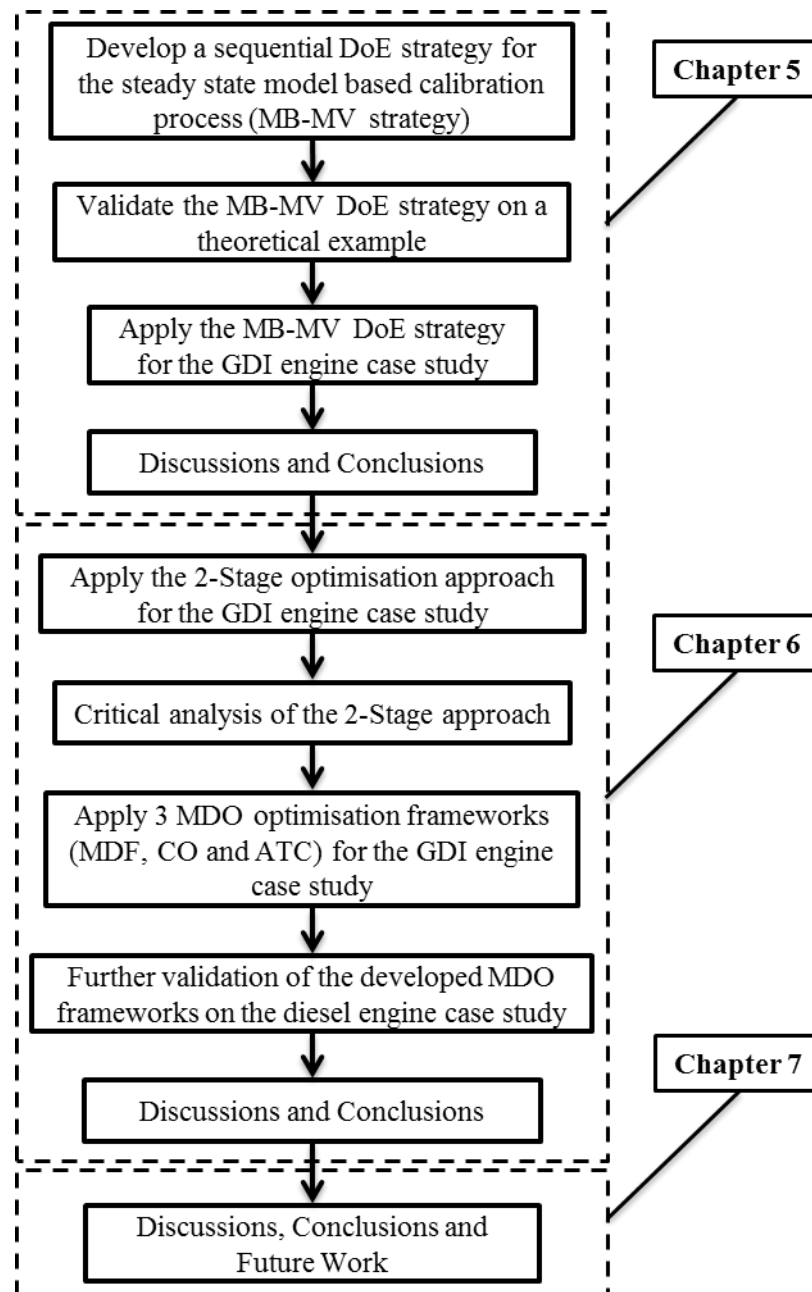 Develop a sequential DoE strategy for
the steady state model based calibration
process (MB-MV strategy)
Chapter 5
Validate the MB-MV DoE strategy on a
theoretical example
Apply the MB-MV DoE strategy
for the GDI engine case study
Discussions and Conclusions
Apply the 2-Stage optimisation approach
for the GDI engine case study
Chapter 6
Critical analysis of the 2-Stage approach
Apply 3 MDO optimisation frameworks
(MDF, CO and ATC) for the GDI engine
case study
Further validation of the developed MDO
frameworks on the diesel engine case study
Chapter 7
Discussions and Conclusions
Discussions, Conclusions and
Future Work